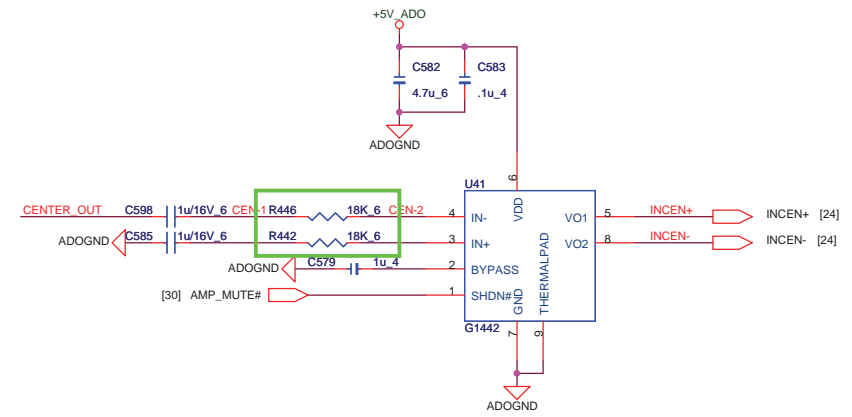 +5V_ADO
C582
C583
4.7u_6
.1u_4
ADOGND
U41
6
VDD
CENTER_OUT C598 1u/16V_6 CEN-1 R446 18K_6 CEN-2 4 IN- VO1 5 INCEN+ INCEN+ [24]
ADOGND C585 1u/16V_6 R442 18K_6 3 IN+ VO2 8 INCEN- INCEN- [24]
ADOGND C579 1u_4 2 BYPASS
[30] AMP_MUTE# 1 SHDN#
GND
THERMALPAD
G1442
7
9
ADOGND